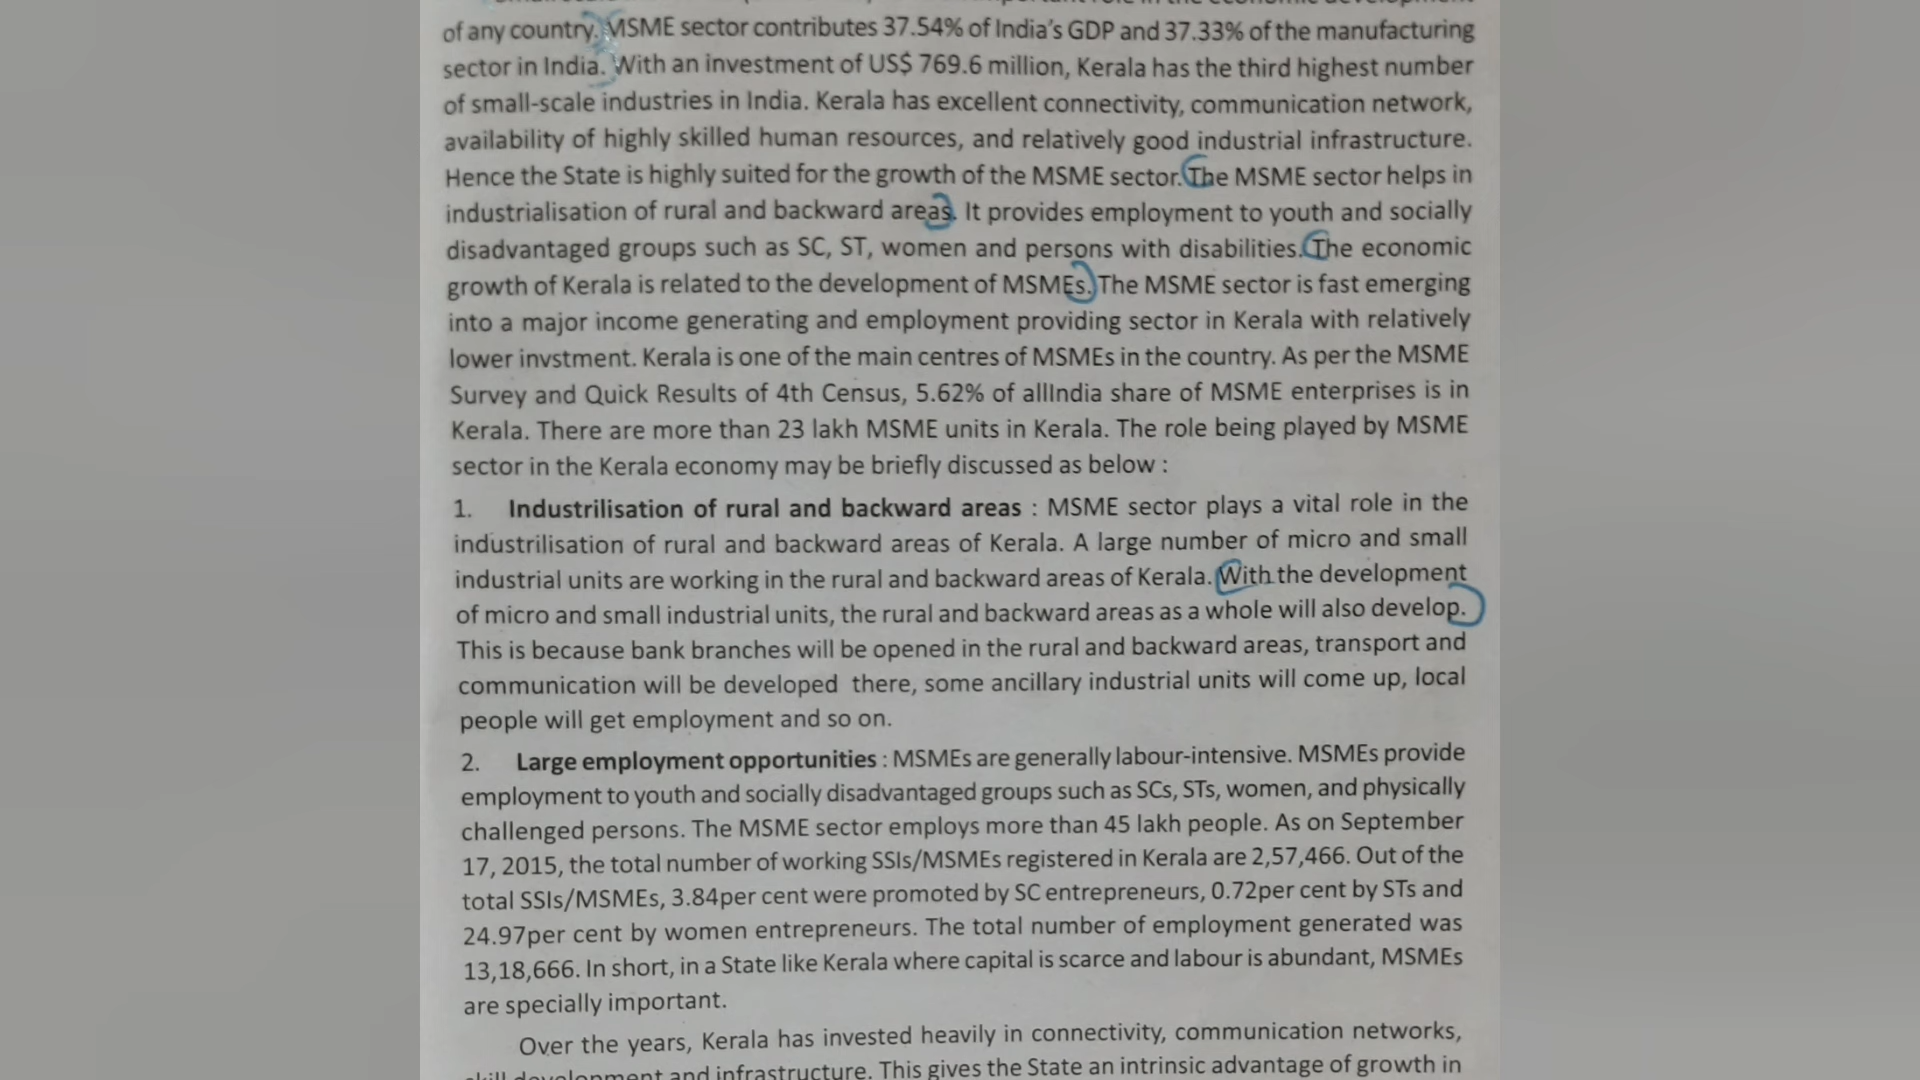 of any country. MSME sector contributes 37.54% of India's GDP and 37.33% of the manufacturing
sector in India. With an investment of US$ 769.6 million, Kerala has the third highest number
of small-scale industries in India. Kerala has excellent connectivity, communication network,
availability of highly skilled human resources, and relatively good industrial infrastructure.
Hence the State is highly suited for the growth of the MSME sector. The MSME sector helps in
industrialisation of rural and backward areas. It provides employment to youth and socially
disadvantaged groups such as SC, ST, women and persons with disabilities. The economic
growth of Kerala is related to the development of MSMEs. The MSME sector is fast emerging
into a major income generating and employment providing sector in Kerala with relatively
lower invstment. Kerala is one of the main centres of MSMEs in the country. As per the MSME
Survey and Quick Results of 4th Census, 5.62% of allIndia share of MSME enterprises is in
Kerala. There are more than 23 lakh MSME units in Kerala. The role being played by MSME
sector in the Kerala economy may be briefly discussed as below :
1. Industrilisation of rural and backward areas : MSME sector plays a vital role in the
industrilisation of rural and backward areas of Kerala. A large number of micro and small
industrial units are working in the rural and backward areas of Kerala. With the development
of micro and small industrial units, the rural and backward areas as a whole will also develop.
This is because bank branches will be opened in the rural and backward areas, transport and
communication will be developed there, some ancillary industrial units will come up, local
people will get employment and so on.
2. Large employment opportunities : MSMEs are generally labour-intensive. MSMEs provide
employment to youth and socially disadvantaged groups such as SCs, STs, women, and physically
challenged persons. The MSME sector employs more than 45 lakh people. As on September
17, 2015, the total number of working SSIs/MSMEs registered in Kerala are 2,57,466. Out of the
total SSIs/MSMEs, 3.84per cent were promoted by SC entrepreneurs, 0.72per cent by STs and
24.97per cent by women entrepreneurs. The total number of employment generated was
13,18,666. In short, in a State like Kerala where capital is scarce and labour is abundant, MSMEs
are specially important.
Over the years, Kerala has invested heavily in connectivity, communication networks,
skill development and infrastructure. This gives the State an intrinsic advantage of growth in